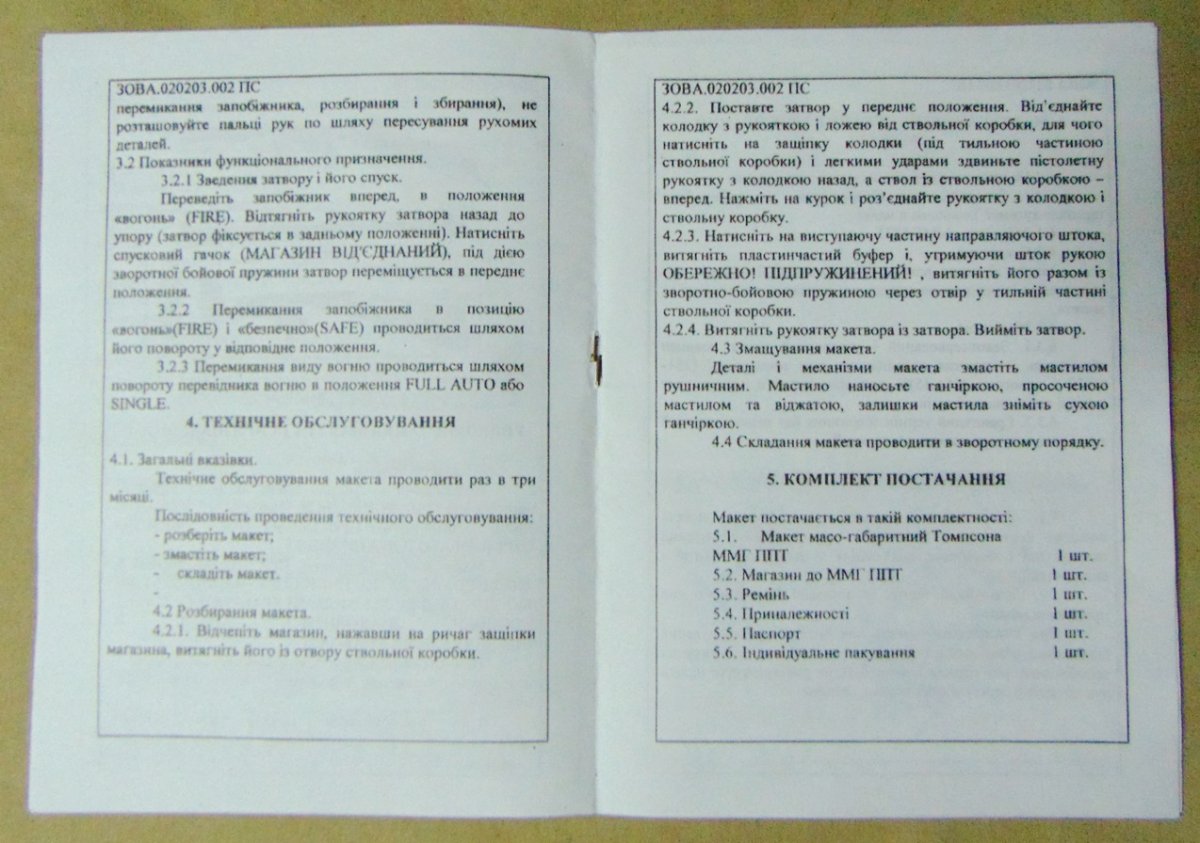 ЗОВА.020203.002 ПС
перемикання запобіжника, розбирання і збирання), не
розташовуйте пальці рук по шляху пересування рухомих
деталей.
3.2 Показники функціонального призначення.
3.2.1 Зведення затвору і його спуск.
Переведіть запобіжник вперед, в положення
«вогонь» (FIRE). Відтягніть рукоятку затвора назад до
упору (затвор фіксується в задньому положенні). Натисніть
спусковий гачок (МАГАЗИН ВІД'ЄДНАНИЙ), під дією
зворотної бойової пружини затвор переміщується в переднє
положення.
3.2.2 Перемикання запобіжника в позицію
«вогонь»(FIRE) і «безпечно»(SAFE) проводиться шляхом
його повороту у відповідне положення.
3.2.3 Перемикання виду вогню проводиться шляхом
повороту перевідника вогню в положення FULL AUTO або
SINGLE.
4. ТЕХНІЧНЕ ОБСЛУГОВУВАННЯ
4.1. Загальні вказівки.
Технічне обслуговування макета проводити раз в три
місяці.
Послідовність проведення технічного обслуговування:
- розберіть макет;
- змастіть макет;
- складіть макет.
-
4.2 Розбирання макета.
4.2.1. Відчепіть магазин, нажавши на ричаг защіпки
магазина, витягніть його із отвору ствольної коробки.
ЗОВА.020203.002 ПС
4.2.2. Поставте затвор у переднє положення. Від'єднайте
колодку з рукояткою і ложею від ствольної коробки, для чого
натисніть на защіпку колодки (під тильною частиною
ствольної коробки) і легкими ударами здвиньте пістолетну
рукоятку з колодкою назад, а ствол із ствольною коробкою –
вперед. Нажміть на курок і роз'єднайте рукоятку з колодкою і
ствольну коробку.
4.2.3. Натисніть на виступаючу частину направляючого штока,
витягніть пластинчастий буфер і, утримуючи шток рукою
ОБЕРЕЖНО! ПІДПРУЖИНЕНИЙ! , витягніть його разом із
зворотно-бойовою пружиною через отвір у тильній частині
ствольної коробки.
4.2.4. Витягніть рукоятку затвора із затвора. Вийміть затвор.
4.3 Змащування макета.
Деталі і механізми макета змастіть мастилом
рушничним. Мастило наносьте ганчіркою, просоченою
мастилом та віджатою, залишки мастила зніміть сухою
ганчіркою.
4.4 Складання макета проводити в зворотному порядку.
5. КОМПЛЕКТ ПОСТАЧАННЯ
Макет постачається в такій комплектності:
5.1. Макет масо-габаритний Томпсона
ММГ ППТ 1 шт.
5.2. Магазин до ММГ ППТ 1 шт.
5.3. Ремінь 1 шт.
5.4. Приналежності 1 шт.
5.5. Паспорт 1 шт.
5.6. Індивідуальне пакування 1 шт.